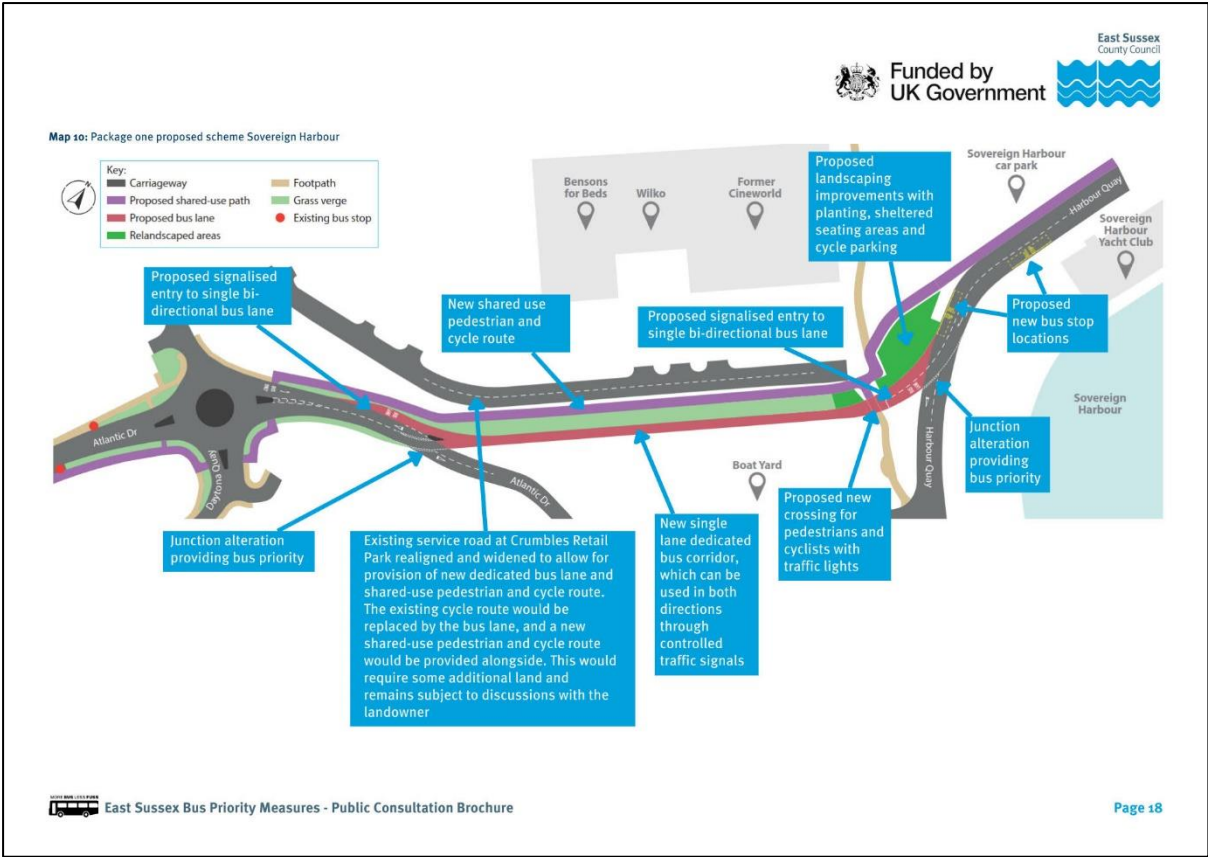 East Sussex
County Council
Funded by
UK Government
Map 10: Package one proposed scheme Sovereign Harbour
Key:
Carriageway
Proposed shared-use path
Proposed bus lane
Relandscaped areas
Footpath
Grass verge
Existing bus stop
N
Bensons
for Beds
Wilko
Former
Cineworld
Proposed
landscaping
improvements with
planting, sheltered
seating areas and
cycle parking
Sovereign Harbour
car park
Harbour Quay
Sovereign
Harbour
Yacht Club
Proposed signalised
entry to single bi-
directional bus lane
New shared use
pedestrian and
cycle route
Proposed signalised entry to
single bi-directional bus lane
Proposed
new bus stop
locations
Atlantic Dr
Daytona Quay
Atlantic Dr
Boat Yard
Harbour Quay
Sovereign
Harbour
Junction
alteration
providing
bus priority
Junction alteration
providing bus priority
Existing service road at Crumbles Retail
Park realigned and widened to allow for
provision of new dedicated bus lane and
shared-use pedestrian and cycle route.
The existing cycle route would be
replaced by the bus lane, and a new
shared-use pedestrian and cycle route
would be provided alongside. This would
require some additional land and
remains subject to discussions with the
landowner
New single
lane dedicated
bus corridor,
which can be
used in both
directions
through
controlled
traffic signals
Proposed new
crossing for
pedestrians and
cyclists with
traffic lights
East Sussex Bus Priority Measures - Public Consultation Brochure
Page 18